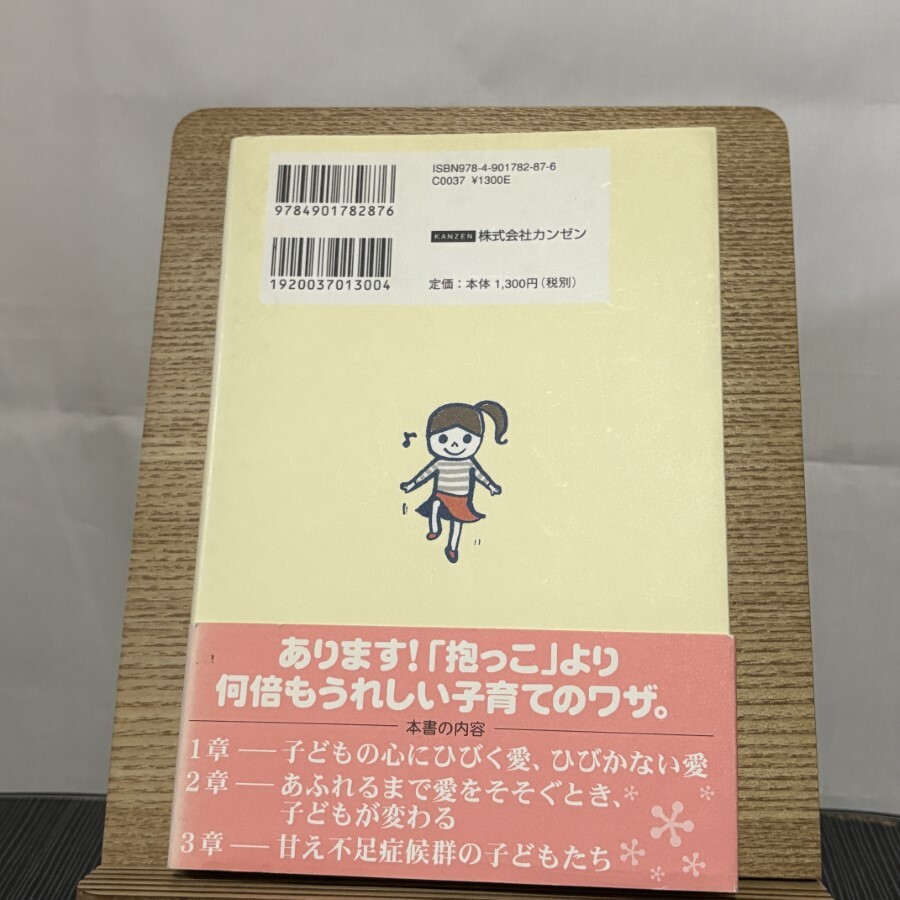 ISBN978-4-901782-87-6
C0037 ¥1300E
9784901782876
KANZEN 株式会社カンゼン
1920037013004
定価：本体1,300円（税別）
あります！「抱っこ」より
何倍もうれしい子育てのワザ。
本書の内容
1章 ── 子どもの心にひびく愛、ひびかない愛
2章 ── あふれるまで愛をそそぐとき、
子どもが変わる
3章 ── 甘え不足症候群の子どもたち